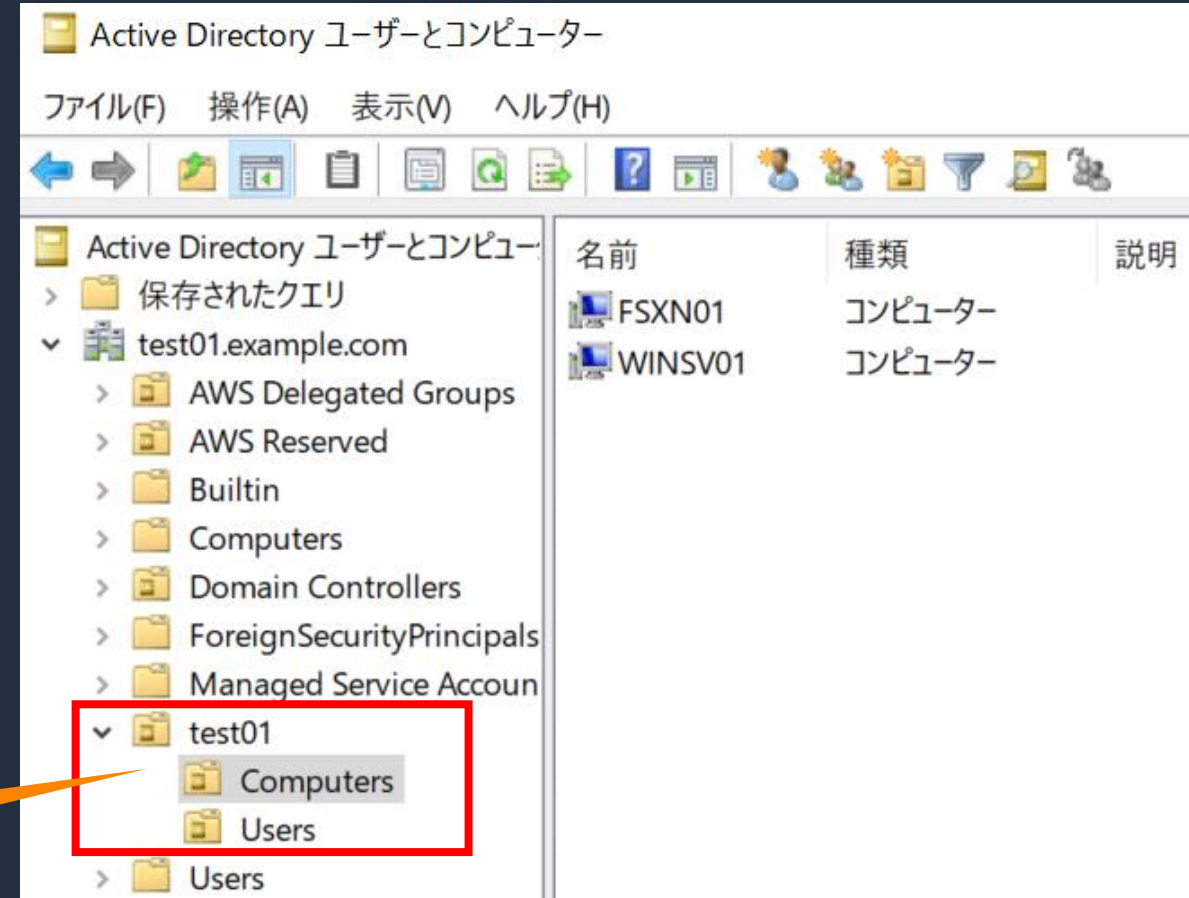 Active Directory ユーザーとコンピューター
ファイル(F) 操作(A) 表示(V) ヘルプ(H)
Active Directory ユーザーとコンピュー
保存されたクエリ
test01.example.com
AWS Delegated Groups
AWS Reserved
Builtin
Computers
Domain Controllers
ForeignSecurityPrincipals
Managed Service Accoun
test01
Computers
Users
Users
名前 種類 説明
FSXN01 コンピューター
WINSV01 コンピューター